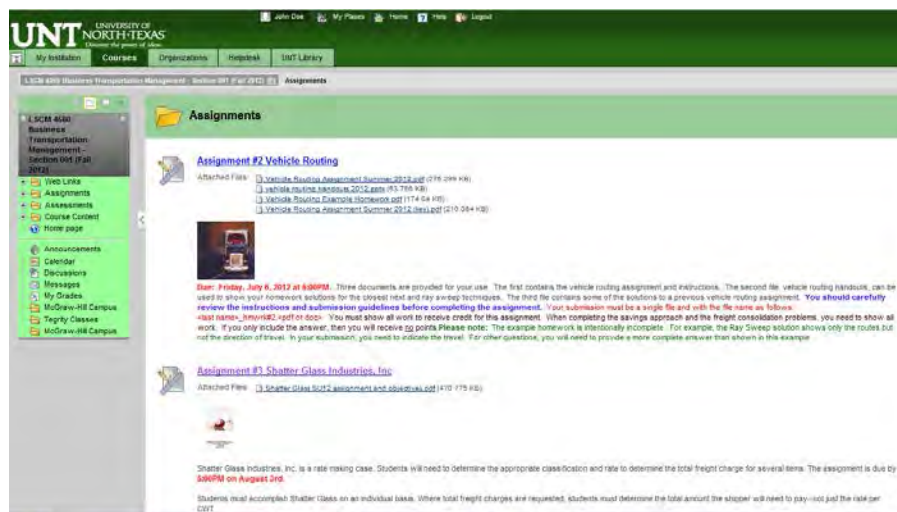 John Doe My Places Home Help Logout
UNT UNIVERSITY OF NORTH·TEXAS
Discover the power of ideas
My Institution Courses Organizations Helpdesk UNT Library
Assignments
LSCM 4560
Business
Transportation
Management -
Section 001 (Fall
2012)
Web Links
Assignments
Assessments
Course Content
Home page
Announcements
Calendar
Discussions
Messages
My Grades
McGraw-Hill Campus
Tegrity Classes
McGraw-Hill Campus
Assignments
Assignment #2 Vehicle Routing
Attached Files: Vehicle Routing Assignment Summer 2012.pdf
vehicle routing handouts 2012.pptx
Vehicle Routing Example Homework.pdf
Vehicle Routing Assignment Summer 2012
Due: Friday, July 6, 2012 at 5:00PM. Three documents are provided for your use. The first contains the vehicle routing assignment and instructions. The second file, vehicle routing handouts, can be
used to show your homework solutions for the closest next and ray sweep techniques. The third file contains some of the solutions to a previous vehicle routing assignment. You should carefully
review the instructions and submission guidelines before completing the assignment. Your submission must be a single file and with the file name as follows:
You must show all work to receive credit for this assignment. When completing the savings approach and the freight consolidation problems, you need to show all
work. If you only include the answer, then you will receive no points. Please note: The example homework is intentionally incomplete. For example, the Ray Sweep solution shows only the routes but
not the direction of travel. In your submission, you need to indicate the travel. For other questions, you will need to provide a more complete answer than shown in this example
Assignment #3 Shatter Glass Industries, Inc
Attached Files: Shatter Glass SU12 assignment and objectives.pdf
Shatter Glass Industries, Inc. is a rate making case. Students will need to determine the appropriate classification and rate to determine the total freight charge for several items. The assignment is due by
5:00PM on August 3rd.
Students must accomplish Shatter Glass on an individual basis. Where total freight charges are requested, students must determine the total amount the shipper will need to pay--not just the rate per
CWT